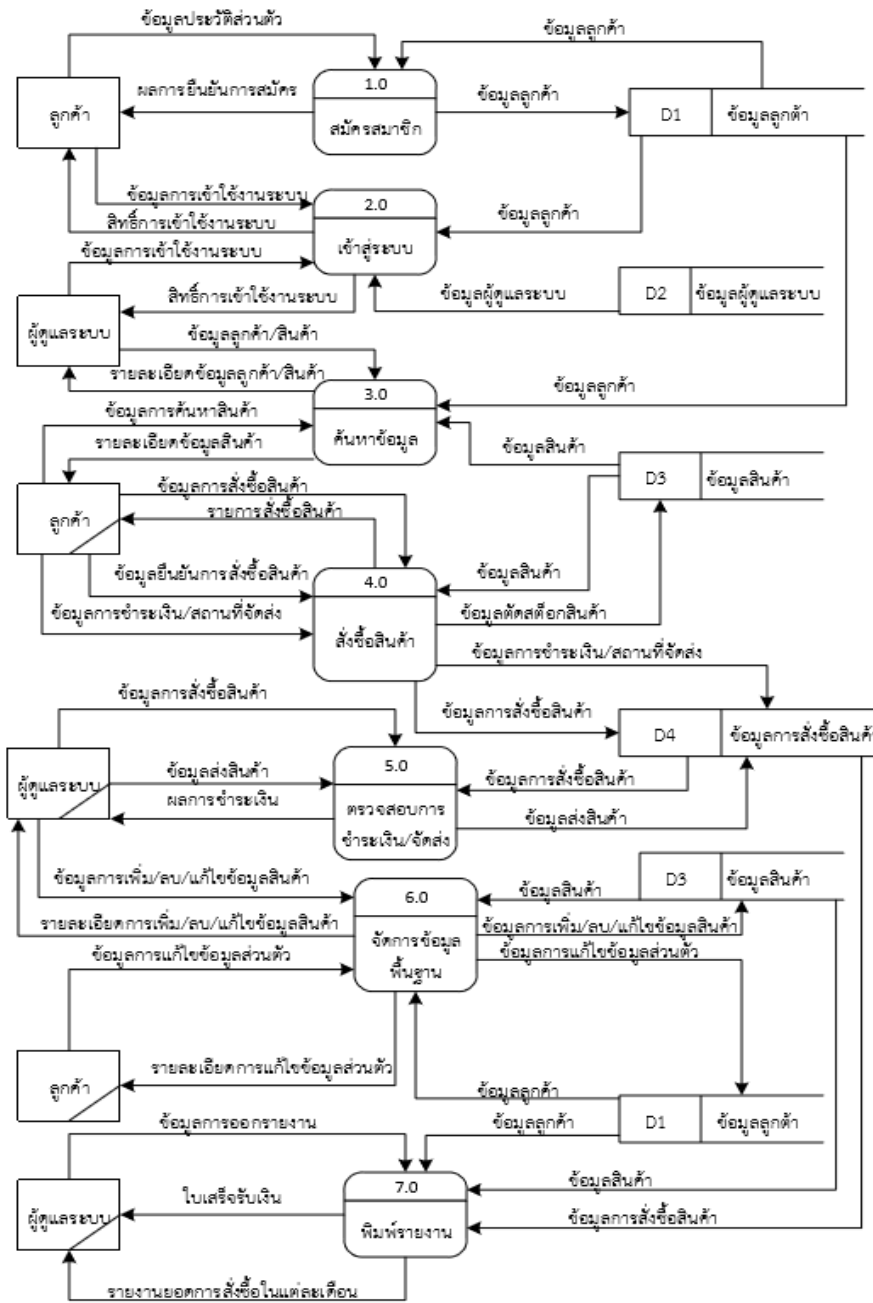 ข้อมูลประวัติส่วนตัว
ข้อมูลลูกค้า
1.0
ผลการยืนยันการสมัคร
ข้อมูลลูกค้า
ลูกค้า
สมัครสมาชิก
D1
ข้อมูลลูกต้า
ข้อมูลการเข้าใช้งานระบบ
2.0
สิทธิ์การเข้าใช้งานระบบ
ข้อมูลลูกค้า
ข้อมูลการเข้าใช้งานระบบ
เข้าสู่ระบบ
สิทธิ์การเข้าใช้งานระบบ
ข้อมูลผู้ดูแลระบบ
D2
ข้อมูลผู้ดูแลระบบ
ผู้ดูแลระบบ
ข้อมูลลูกค้า/สินค้า
รายละเอียดข้อมูลลูกค้า/สินค้า
3.0
ข้อมูลลูกค้า
ข้อมูลการค้นหาสินค้า
ค้นหาข้อมูล
รายละเอียดข้อมูลสินค้า
ข้อมูลสินค้า
D3
ข้อมูลสินค้า
ข้อมูลการสั่งซื้อสินค้า
ลูกค้า
รายการสั่งซื้อสินค้า
ข้อมูลยืนยันการสั่งซื้อสินค้า
4.0
ข้อมูลสินค้า
ข้อมูลการชำระเงิน/สถานที่จัดส่ง
สั่งซื้อสินค้า
ข้อมูลตัดสต็อกสินค้า
ข้อมูลการชำระเงิน/สถานที่จัดส่ง
ข้อมูลการสั่งซื้อสินค้า
ข้อมูลการสั่งซื้อสินค้า
D4
ข้อมูลการสั่งซื้อสินค้า
5.0
ผู้ดูแลระบบ
ข้อมูลส่งสินค้า
ข้อมูลการสั่งซื้อสินค้า
ผลการชำระเงิน
ตรวจสอบการ
ชำระเงิน/จัดส่ง
ข้อมูลส่งสินค้า
ข้อมูลการเพิ่ม/ลบ/แก้ไขข้อมูลสินค้า
6.0
ข้อมูลสินค้า
D3
ข้อมูลสินค้า
รายละเอียดการเพิ่ม/ลบ/แก้ไขข้อมูลสินค้า
จัดการข้อมูล
พื้นฐาน
ข้อมูลการเพิ่ม/ลบ/แก้ไขข้อมูลสินค้า
ข้อมูลการแก้ไขข้อมูลส่วนตัว
ข้อมูลการแก้ไขข้อมูลส่วนตัว
รายละเอียดการแก้ไขข้อมูลส่วนตัว
ลูกค้า
ข้อมูลลูกค้า
ข้อมูลการออกรายงาน
ข้อมูลลูกค้า
D1
ข้อมูลลูกต้า
7.0
ข้อมูลสินค้า
ใบเสร็จรับเงิน
ผู้ดูแลระบบ
พิมพ์รายงาน
ข้อมูลการสั่งซื้อสินค้า
รายงานยอดการสั่งซื้อในแต่ละเดือน